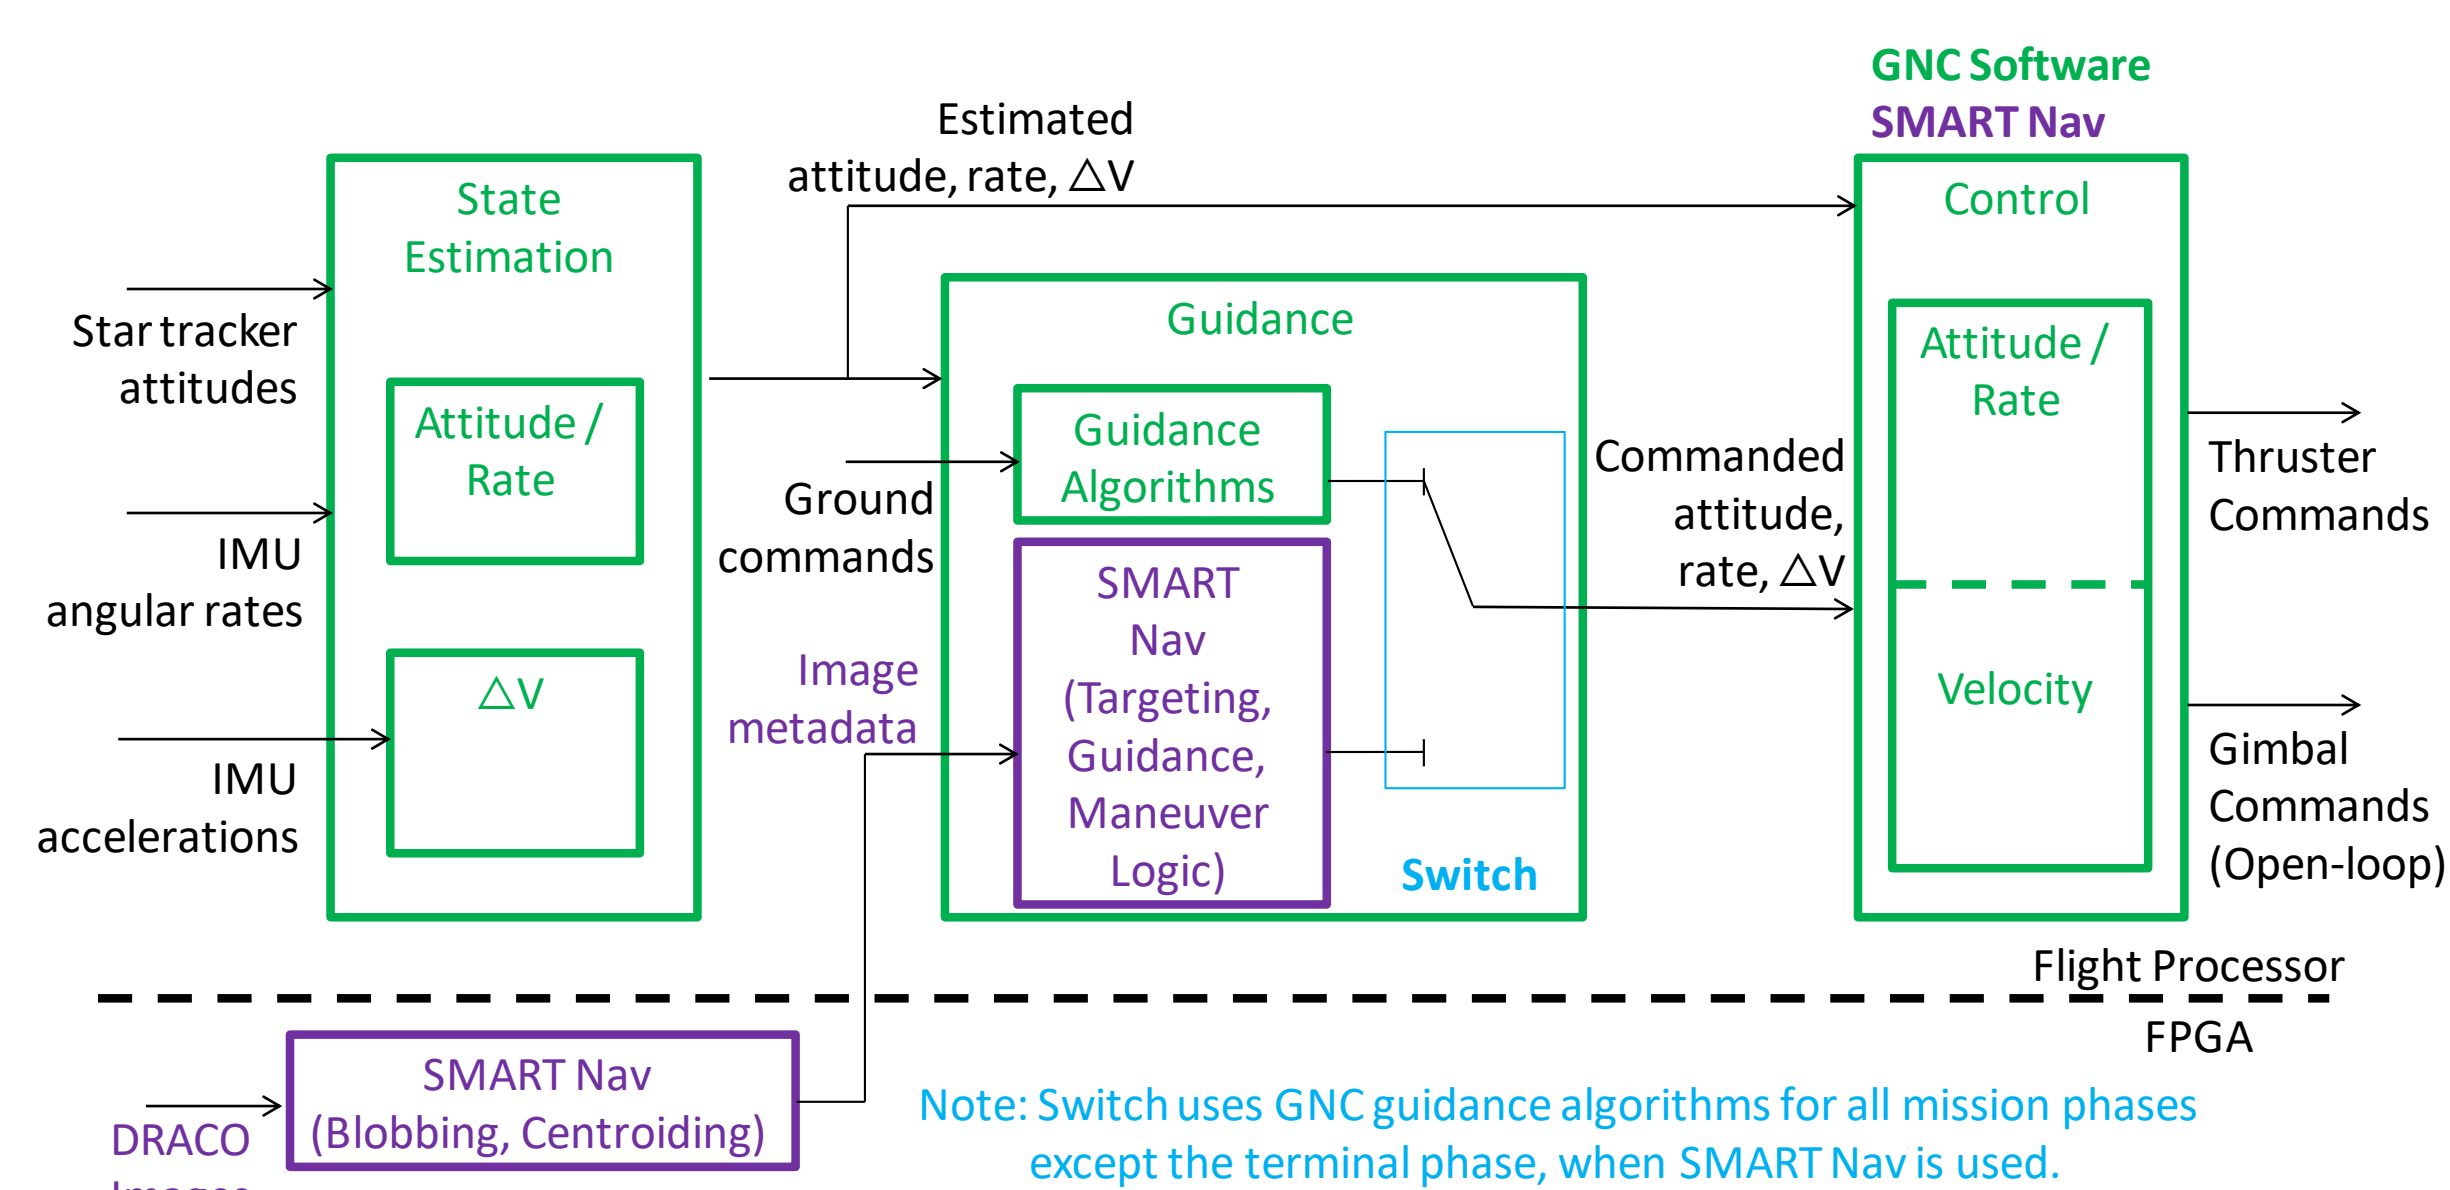 GNC Software
SMART Nav
Estimated
attitude, rate, △V
State
Estimation
Control
Star tracker
attitudes
Guidance
Attitude /
Rate
Attitude /
Rate
Guidance
Algorithms
Ground
commands
Commanded
attitude,
rate, △V
Thruster
Commands
IMU
angular rates
SMART
Nav
(Targeting,
Guidance,
Maneuver
Logic)
Image
metadata
△V
Velocity
IMU
accelerations
Gimbal
Commands
(Open-loop)
Switch
Flight Processor
FPGA
SMART Nav
(Blobbing, Centroiding)
DRACO
Note: Switch uses GNC guidance algorithms for all mission phases
except the terminal phase, when SMART Nav is used.